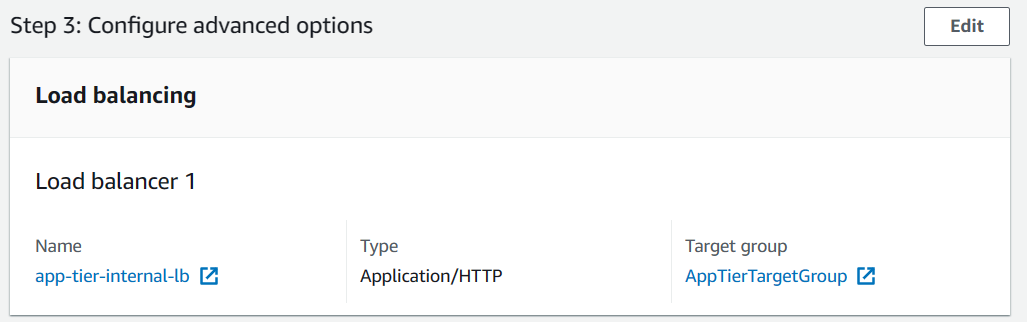 Step 3: Configure advanced options
Edit
Load balancing
Load balancer 1
Name
Type
Target group
app-tier-internal-lb
Application/HTTP
AppTierTargetGroup